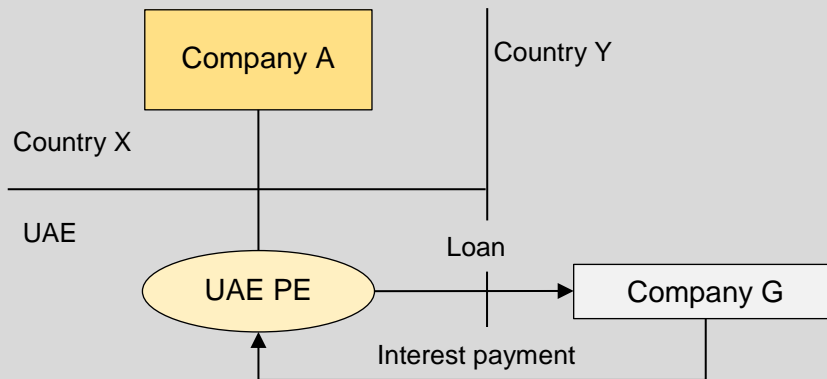 Company A
Country Y
Country X
UAE
Loan
UAE PE
Company G
Interest payment